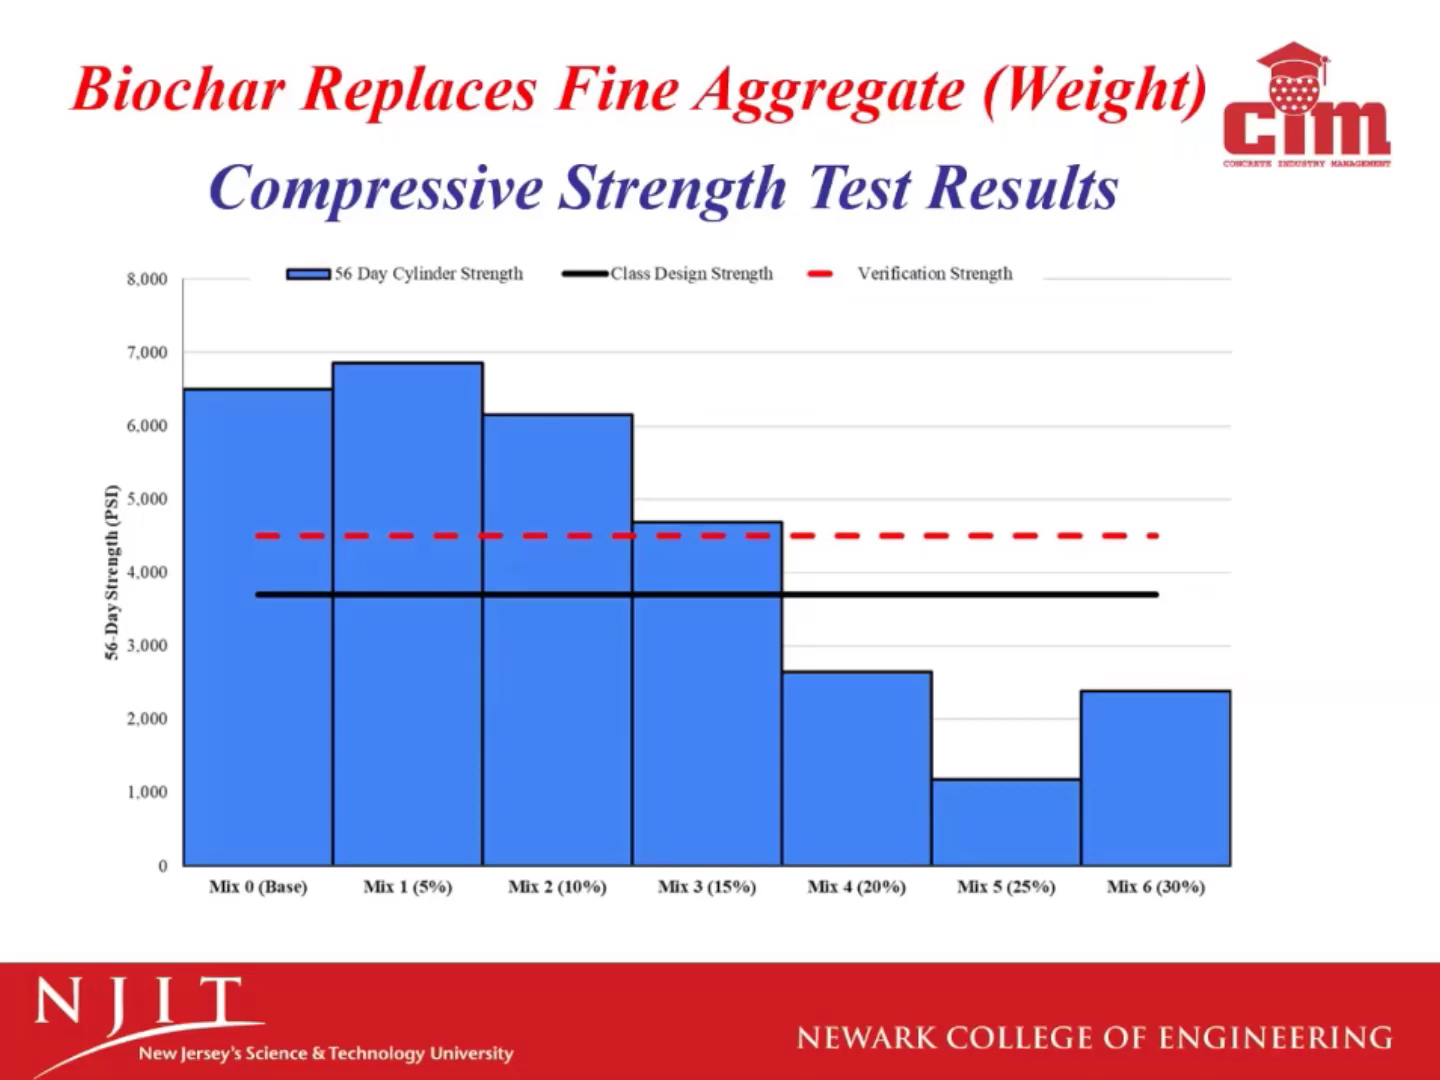 Biochar Replaces Fine Aggregate (Weight)
cim
CONCRETE INDUSTRY MANAGEMENT
Compressive Strength Test Results
56 Day Cylinder Strength Class Design Strength Verification Strength
8,000
7,000
6,000
5,000
4,000
3,000
2,000
1,000
0
56-Day Strength (PSI)
Mix 0 (Base) Mix 1 (5%) Mix 2 (10%) Mix 3 (15%) Mix 4 (20%) Mix 5 (25%) Mix 6 (30%)
NJIT
New Jersey's Science & Technology University
NEWARK COLLEGE OF ENGINEERING